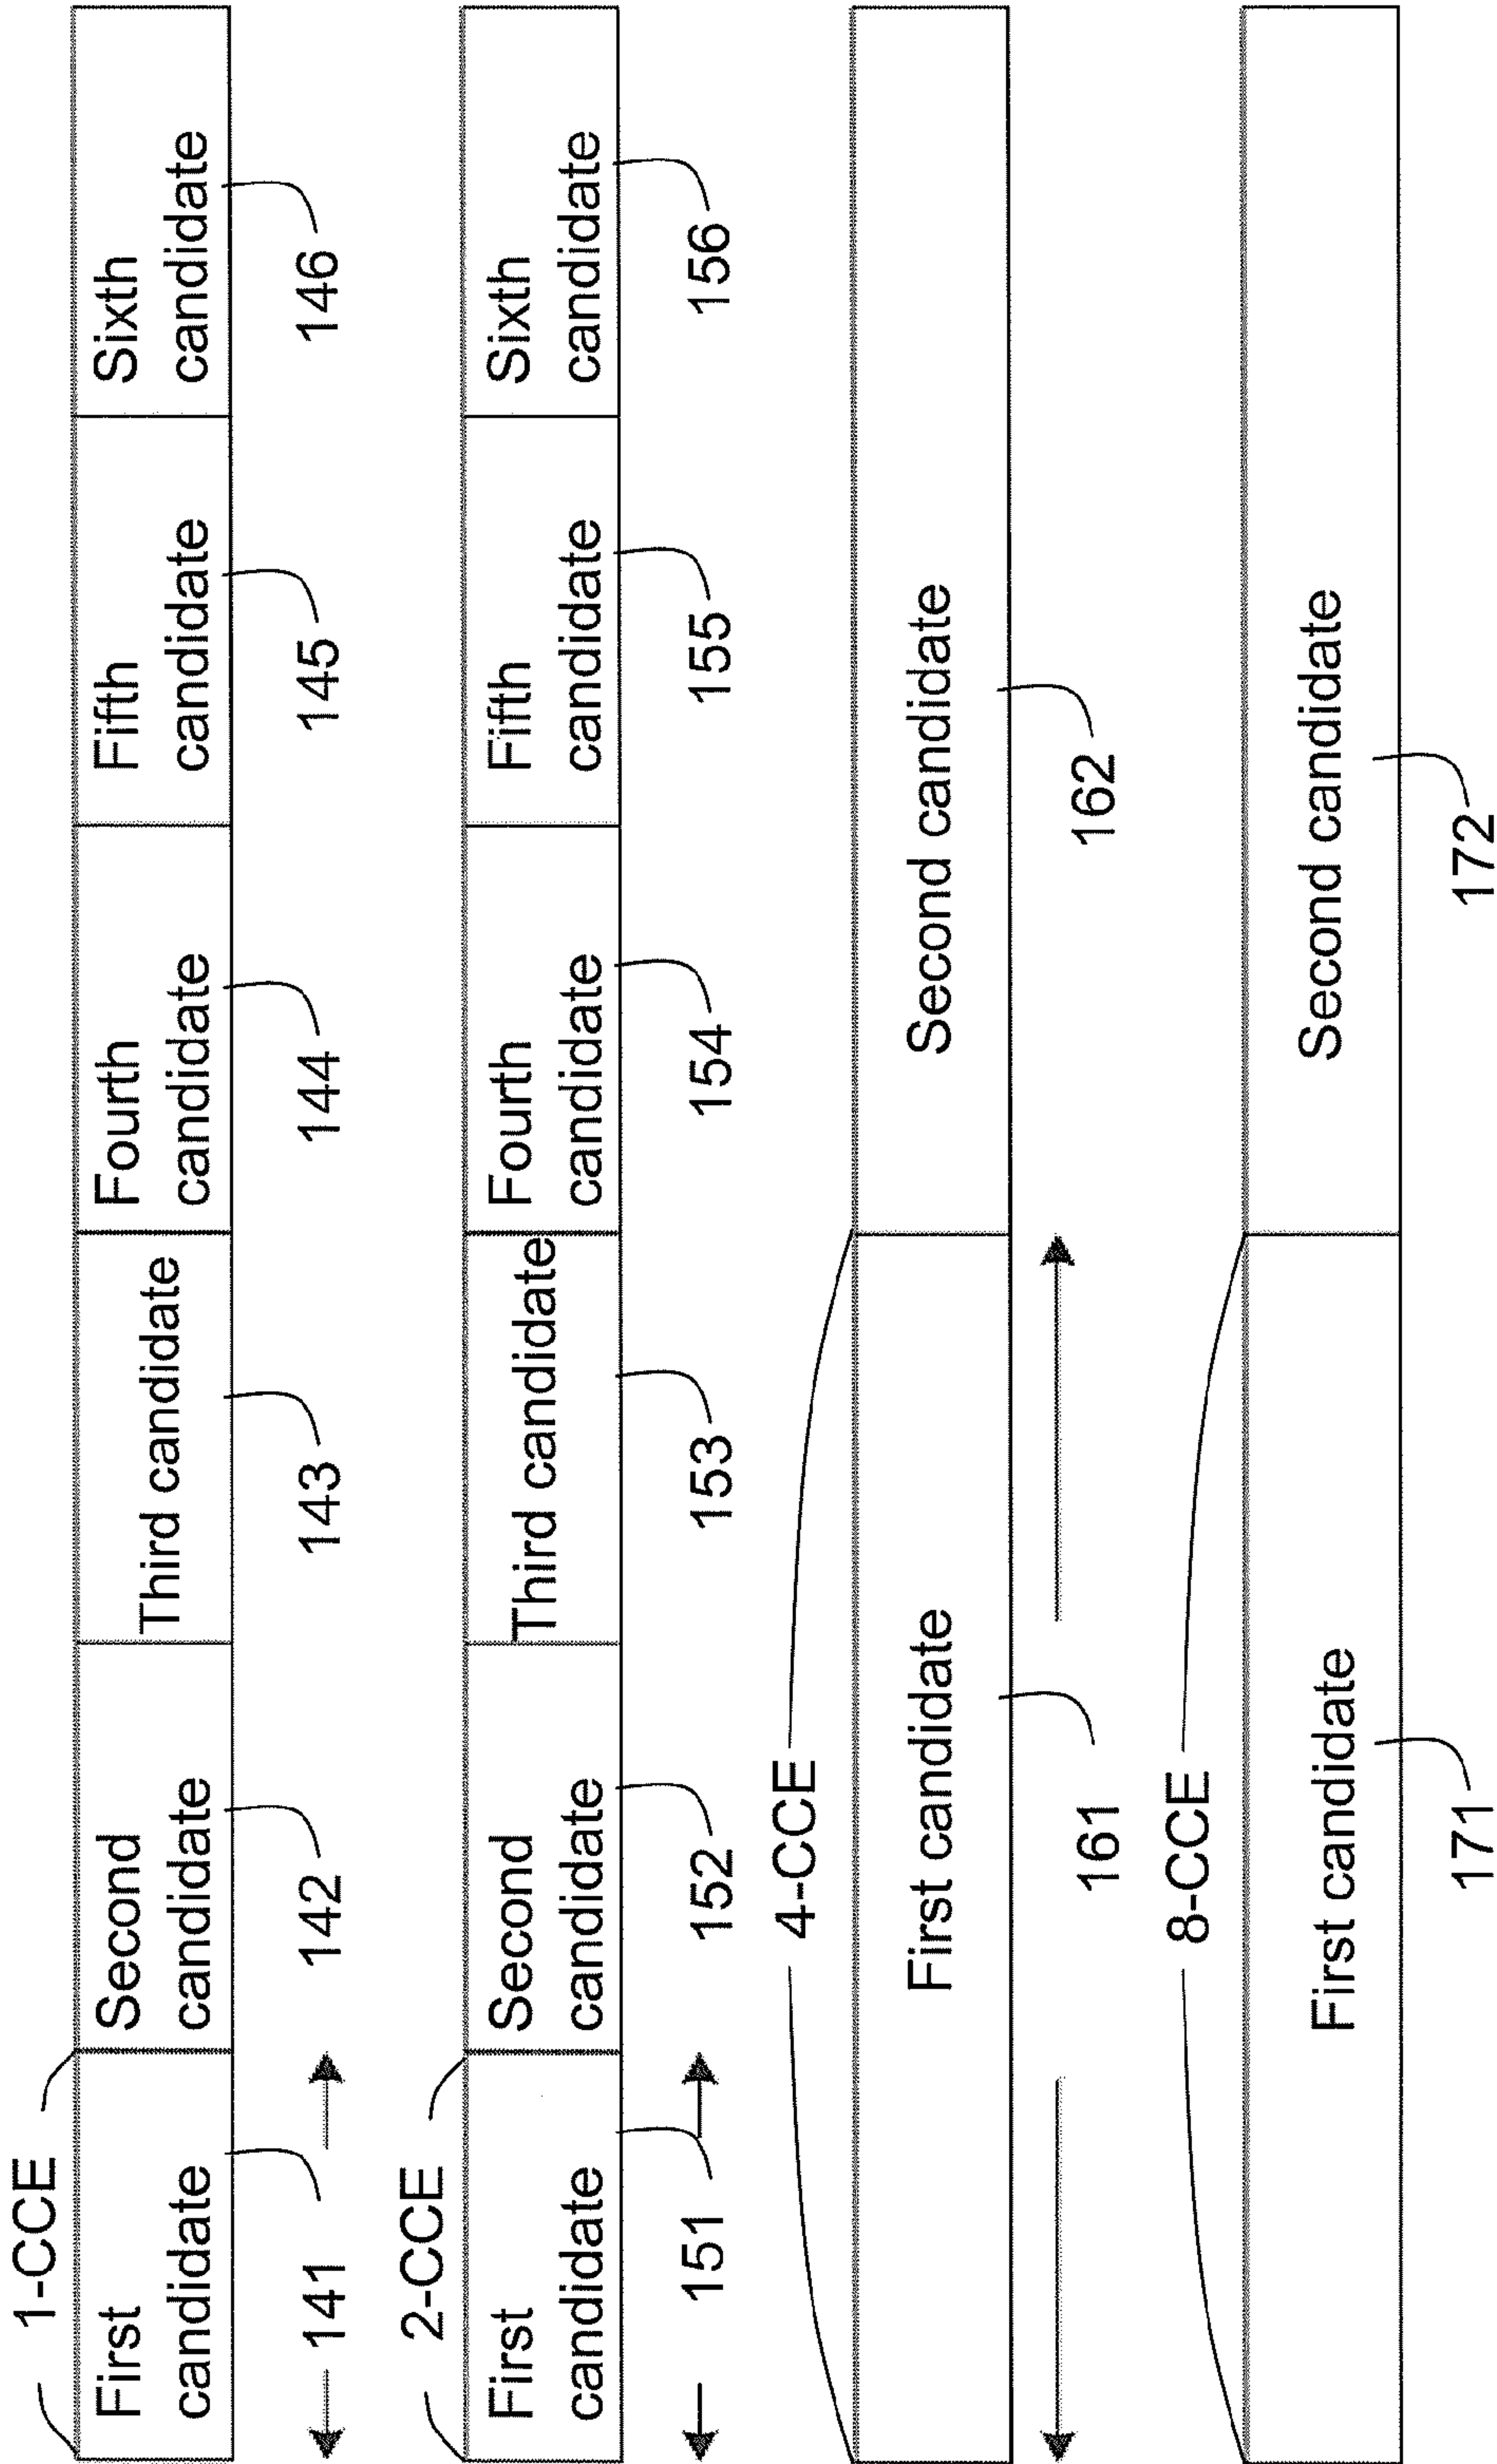 1-CCE
First
candidate
Second
candidate
Third candidate
Fourth
candidate
Fifth
candidate
Sixth
candidate
141
142
143
144
145
146
2-CCE
First
candidate
Second
candidate
Third candidate
Fourth
candidate
Fifth
candidate
Sixth
candidate
151
152
153
154
155
156
4-CCE
First candidate
Second candidate
161
162
8-CCE
First candidate
Second candidate
171
172